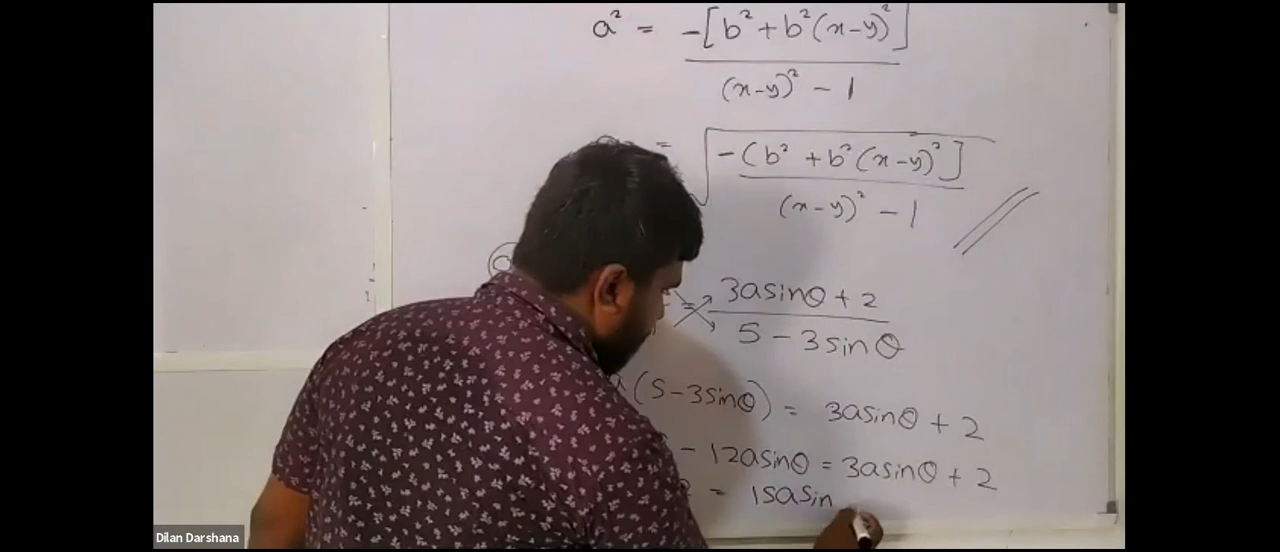 a² = -[b² + b²(x-y)²]
(x-y)² - 1
= √ -(b² + b²(x-y)²]
(x-y)² - 1
= 3asinθ + 2
5 - 3sinθ
(5-3sinθ) = 3asinθ + 2
- 12asinθ = 3asinθ + 2
= 15asin
Dilan Darshana